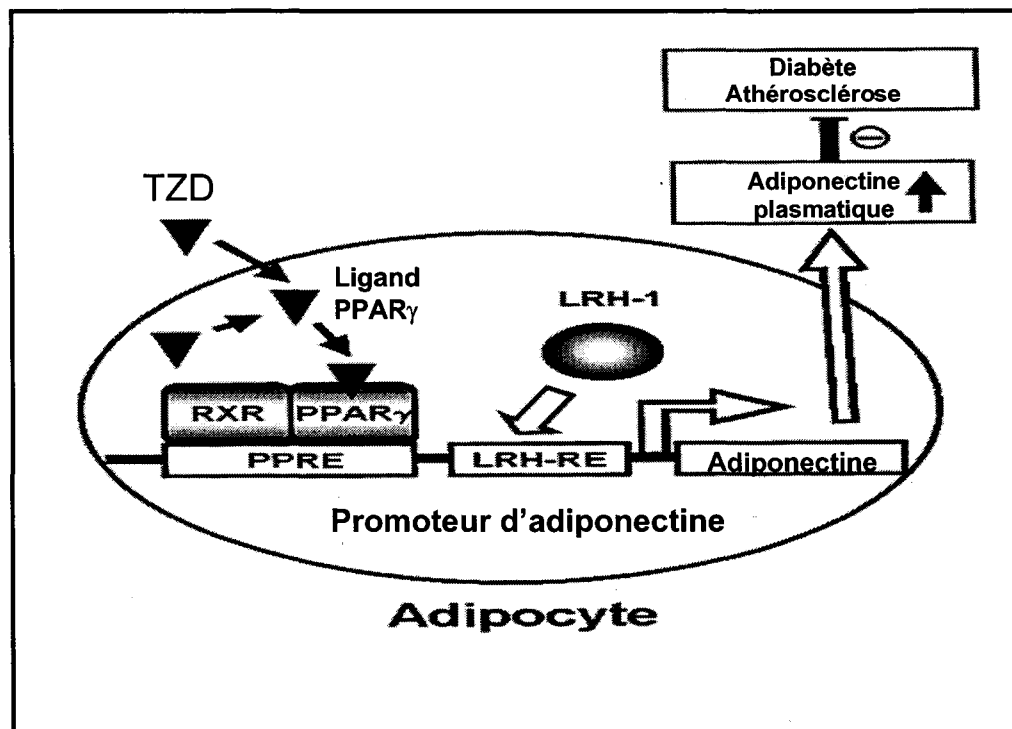 Diabète
Athérosclérose
Adiponectine
plasmatique
TZD
Ligand
PPARγ
LRH-1
RXR
PPARγ
PPRE
LRH-RE
Adiponectine
Promoteur d'adiponectine
Adipocyte